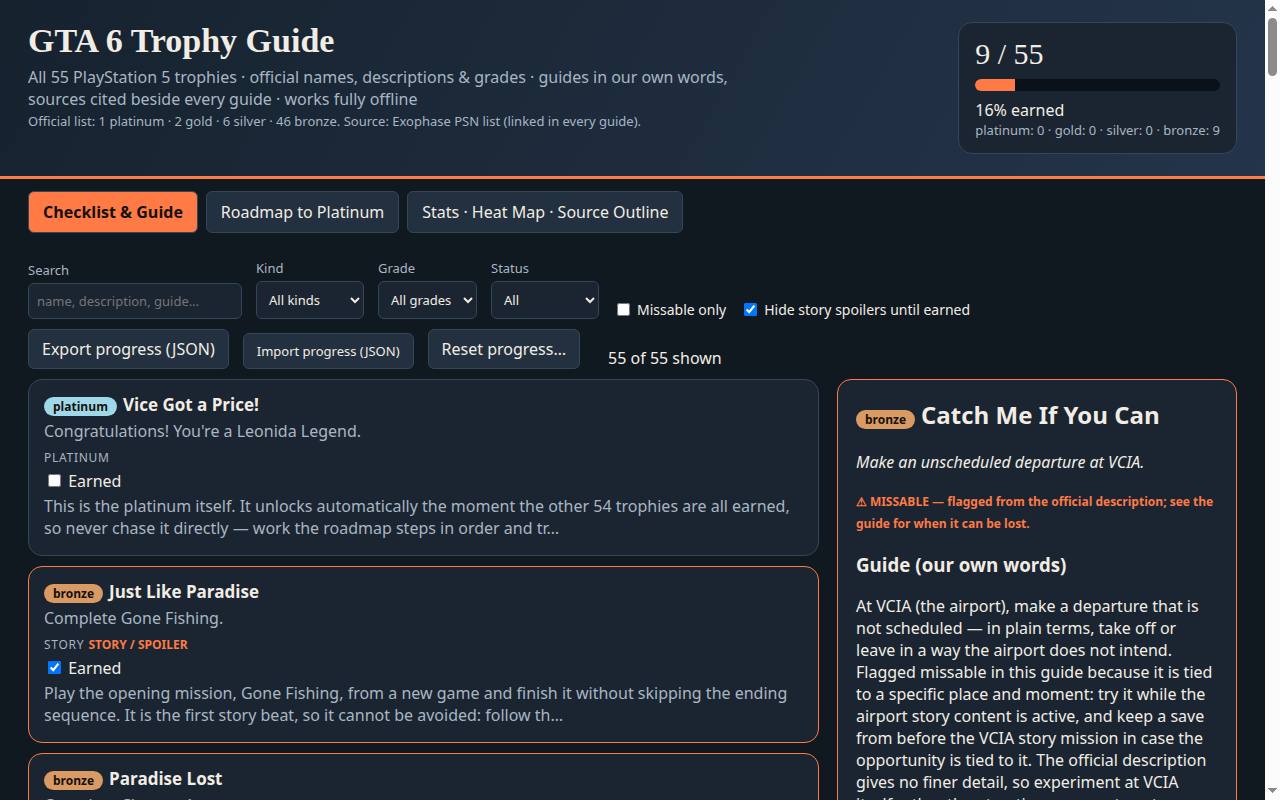 GTA 6 Trophy Guide
All 55 PlayStation 5 trophies · official names, descriptions & grades · guides in our own words,
sources cited beside every guide · works fully offline
Official list: 1 platinum · 2 gold · 6 silver · 46 bronze. Source: Exophase PSN list (linked in every guide).
9 / 55
16% earned
platinum: 0 · gold: 0 · silver: 0 · bronze: 9
Checklist & Guide
Roadmap to Platinum
Stats · Heat Map · Source Outline
Search
Kind
Grade
Status
name, description, guide...
All kinds
All grades
All
Missable only
Hide story spoilers until earned
Export progress (JSON)
Import progress (JSON)
Reset progress...
55 of 55 shown
platinum Vice Got a Price!
Congratulations! You're a Leonida Legend.
PLATINUM
Earned
This is the platinum itself. It unlocks automatically the moment the other 54 trophies are all earned,
so never chase it directly — work the roadmap steps in order and tr...
bronze Just Like Paradise
Complete Gone Fishing.
STORY STORY / SPOILER
Earned
Play the opening mission, Gone Fishing, from a new game and finish it without skipping the ending
sequence. It is the first story beat, so it cannot be avoided: follow th...
bronze Paradise Lost
bronze Catch Me If You Can
Make an unscheduled departure at VCIA.
⚠ MISSABLE — flagged from the official description; see the
guide for when it can be lost.
Guide (our own words)
At VCIA (the airport), make a departure that is
not scheduled — in plain terms, take off or
leave in a way the airport does not intend.
Flagged missable in this guide because it is tied
to a specific place and moment: try it while the
airport story content is active, and keep a save
from before the VCIA story mission in case the
opportunity is tied to it. The official description
gives no finer detail, so experiment at VCIA